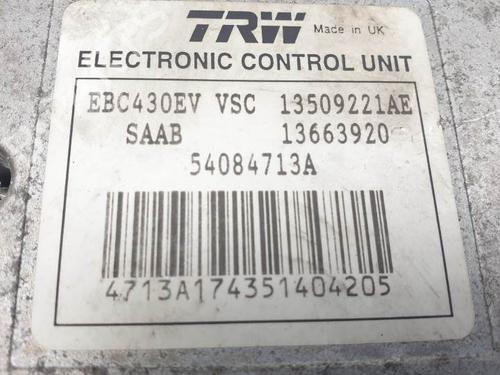 TRW Made in UK
ELECTRONIC CONTROL UNIT
EBC430EV VSC 13509221AE
SAAB 13663920
54084713A
4713A174351404205